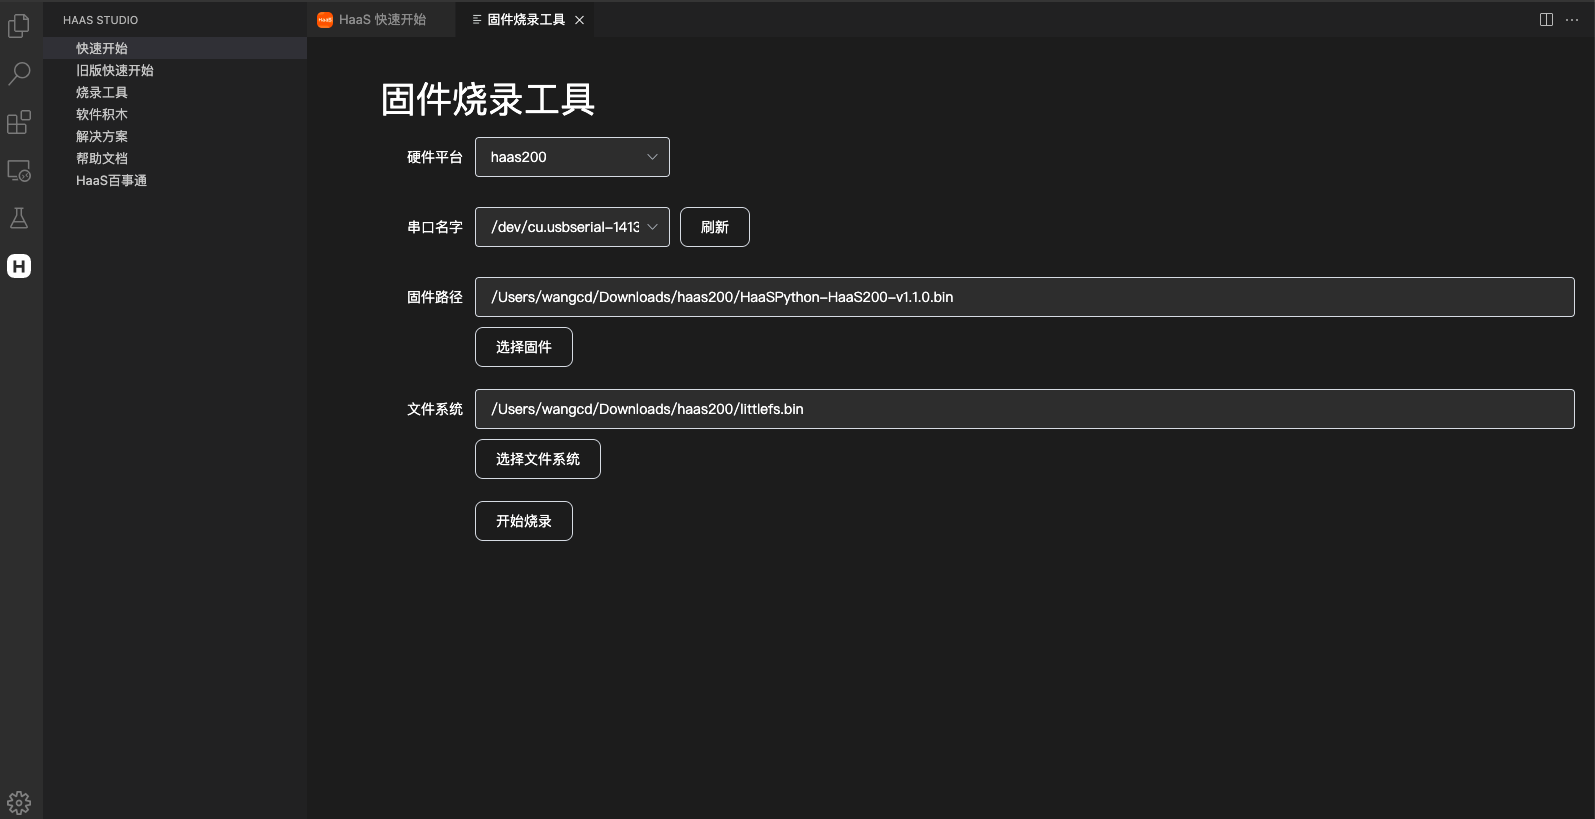 HAAS STUDIO
快速开始
旧版快速开始
烧录工具
软件积木
解决方案
帮助文档
HaaS百事通
HaaS 快速开始
固件烧录工具
固件烧录工具
硬件平台 haas200
串口名字 /dev/cu.usbserial-1413 刷新
固件路径 /Users/wangcd/Downloads/haas200/HaaSPython-HaaS200-v1.1.0.bin
选择固件
文件系统 /Users/wangcd/Downloads/haas200/littlefs.bin
选择文件系统
开始烧录